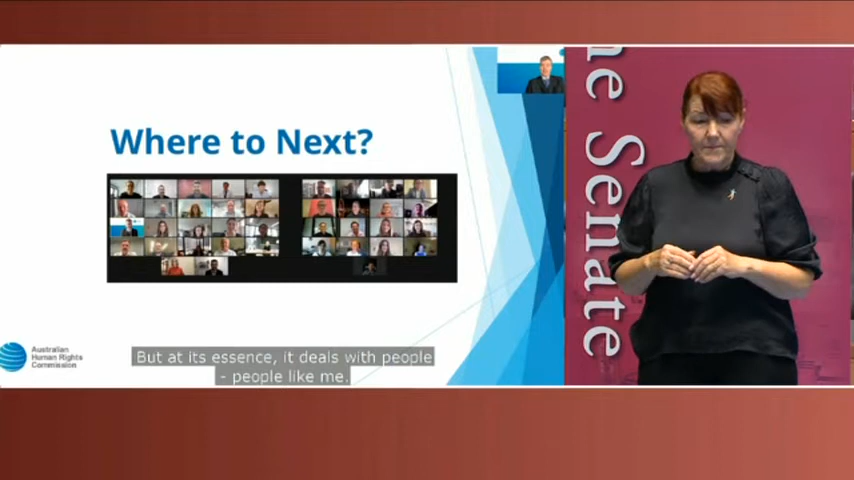 Where to Next?
Australian
Human Rights
Commission
But at its essence, it deals with people
- people like me.
he Senate